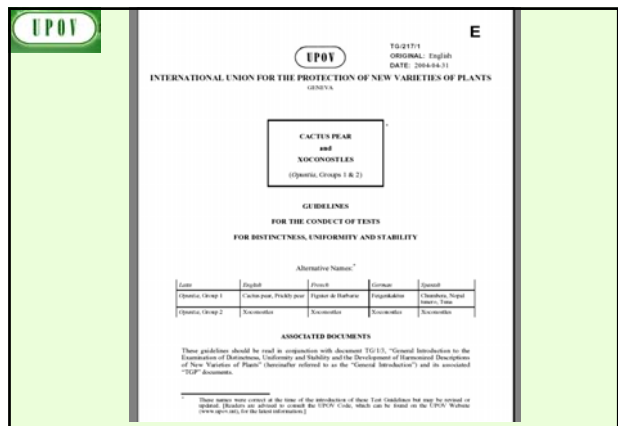 UPOV
E
UPOV
TG/217/1
ORIGINAL: English
DATE: 2004-04-31
INTERNATIONAL UNION FOR THE PROTECTION OF NEW VARIETIES OF PLANTS
GENEVA
*
CACTUS PEAR
and
XOCONOSTLES
(Opuntia, Groups 1 & 2)
GUIDELINES
FOR THE CONDUCT OF TESTS
FOR DISTINCTNESS, UNIFORMITY AND STABILITY
Alternative Names:*
Latin English French German Spanish
Opuntia, Group 1 Cactus pear, Prickly pear Figuier de Barbarie Feigenkaktus Chumbera, Nopal
tunero, Tuna
Opuntia, Group 2 Xoconostles Xoconostles Xoconostles Xoconostles
ASSOCIATED DOCUMENTS
These guidelines should be read in conjunction with document TG/1/3, "General Introduction to the
Examination of Distinctness, Uniformity and Stability and the Development of Harmonized Descriptions
of New Varieties of Plants" (hereinafter referred to as the "General Introduction") and its associated
"TGP" documents.
* These names were correct at the time of the introduction of these Test Guidelines but may be revised or
updated. [Readers are advised to consult the UPOV Code, which can be found on the UPOV Website
(www.upov.int), for the latest information.]